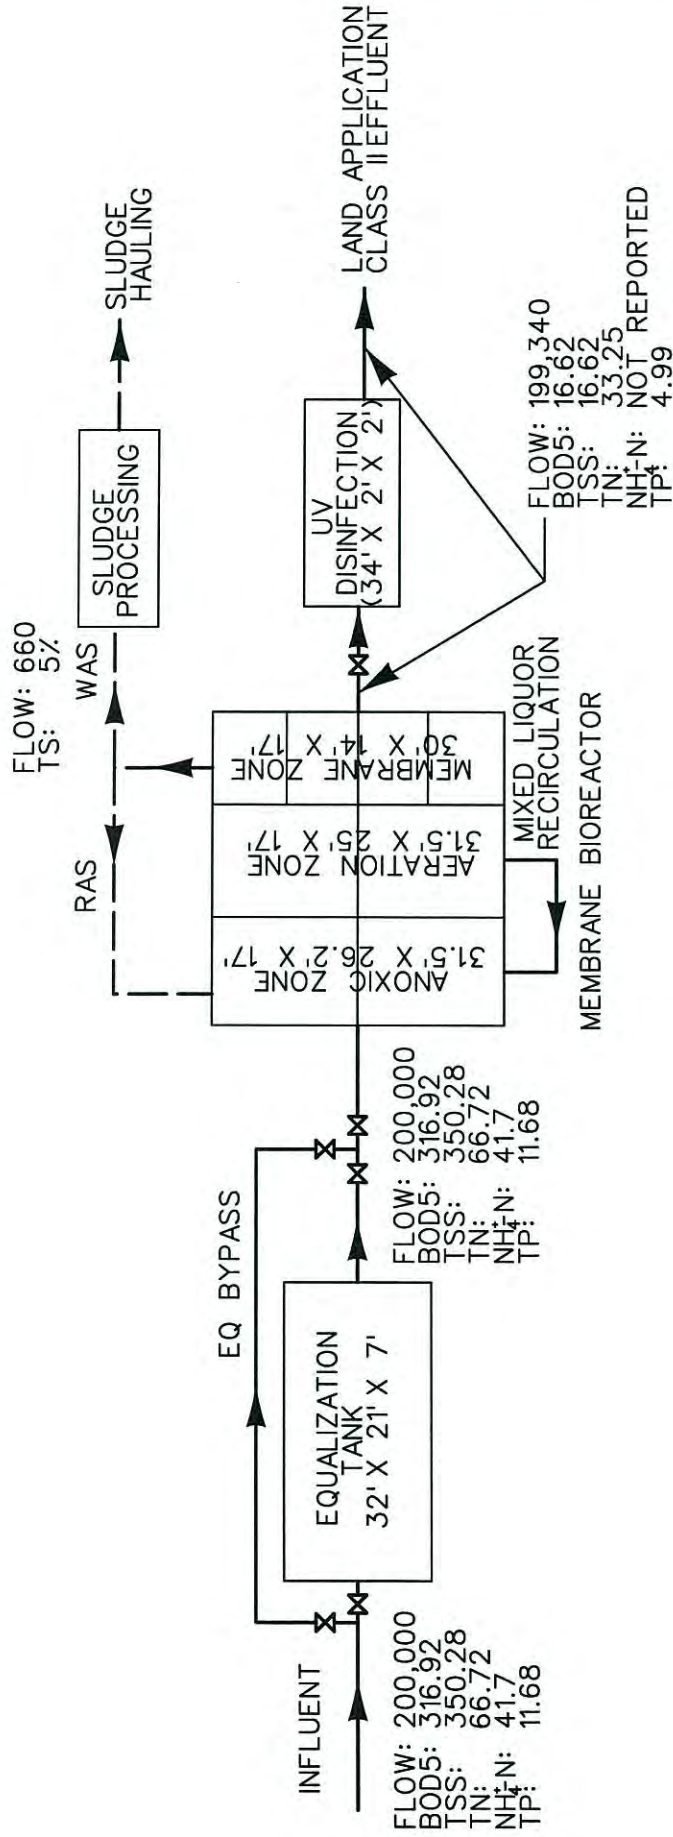 INFLUENT
FLOW: 200,000
BOD5: 316.92
TSS: 350.28
TN: 66.72
NH₄⁺-N: 41.7
TP: 11.68
EQ BYPASS
EQUALIZATION
TANK
32' X 21' X 7'
FLOW: 200,000
BOD5: 316.92
TSS: 350.28
TN: 66.72
NH₄⁺-N: 41.7
TP: 11.68
RAS
FLOW: 660
TS: 5%
WAS
ANOXIC ZONE
31.5' X 26.2' X 17'
AERATION ZONE
31.5' X 25' X 17'
MEMBRANE ZONE
30' X 14' X 17'
MIXED LIQUOR
RECIRCULATION
MEMBRANE BIOREACTOR
SLUDGE
PROCESSING
SLUDGE
HAULING
UV
DISINFECTION
(34' X 2' X 2')
LAND APPLICATION
CLASS II EFFLUENT
FLOW: 199,340
BOD5: 16.62
TSS: 16.62
TN: 33.25
NH₄⁺-N: NOT REPORTED
TP: 4.99